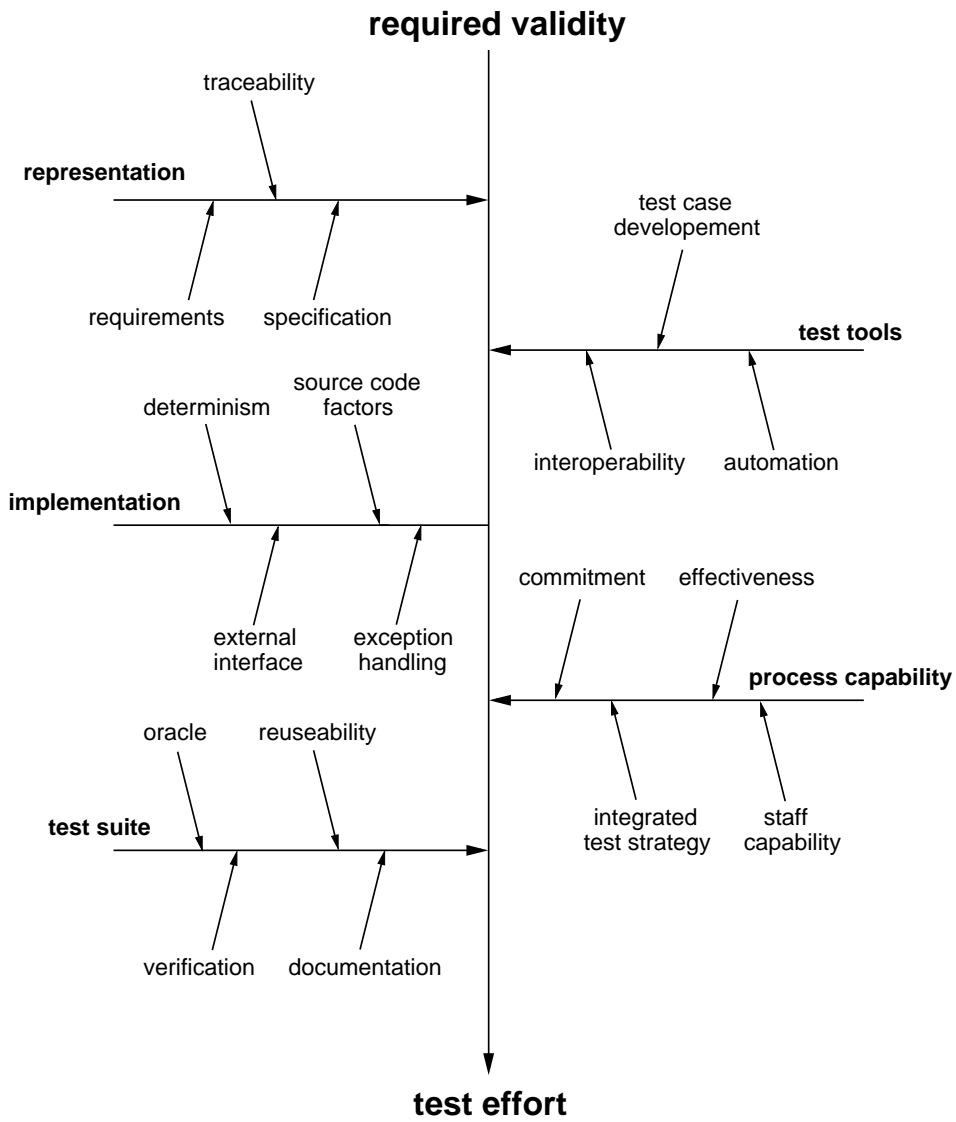 required validity
traceability
representation
requirements
specification
test case
developement
test tools
interoperability
automation
determinism
source code
factors
implementation
external
interface
exception
handling
commitment
effectiveness
process capability
integrated
test strategy
staff
capability
oracle
reuseability
test suite
verification
documentation
test effort